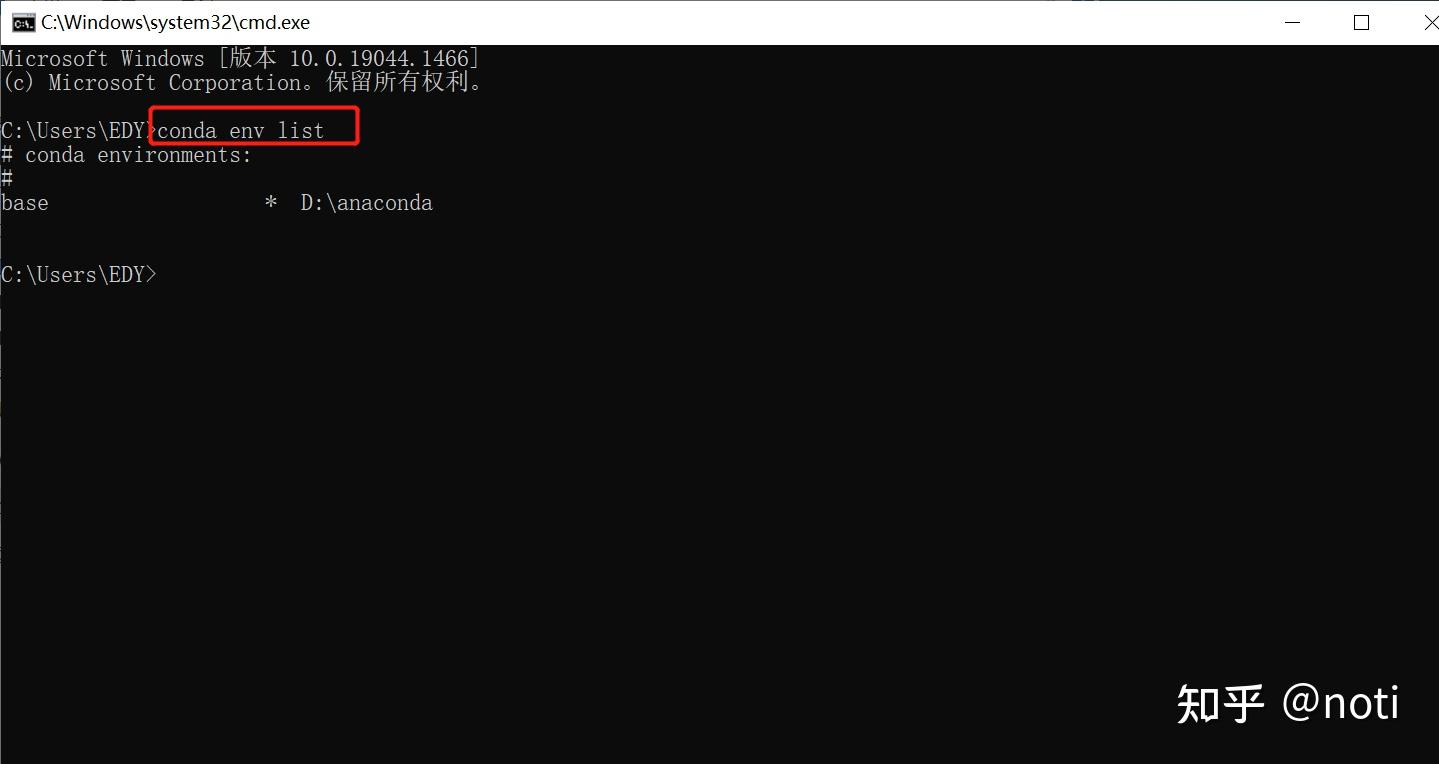 C:\Windows\system32\cmd.exe
Microsoft Windows [版本 10.0.19044.1466]
(c) Microsoft Corporation。保留所有权利。
C:\Users\EDY>conda env list
# conda environments:
#
base                  *  D:\anaconda
C:\Users\EDY>
知乎 @noti